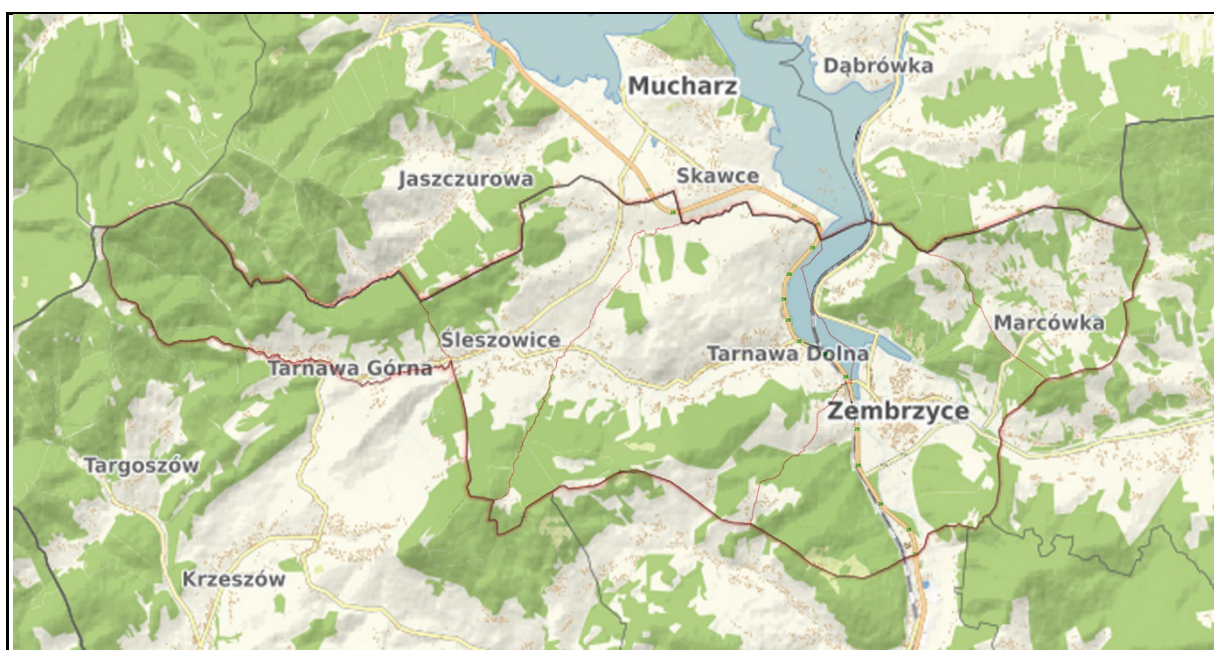 Dąbrówka
Mucharz
Skawce
Jaszczurowa
Marcówka
Śleszowice
Tarnawa Dolna
Tarnawa Górna
Zembrzyce
Targoszów
Krzeszów